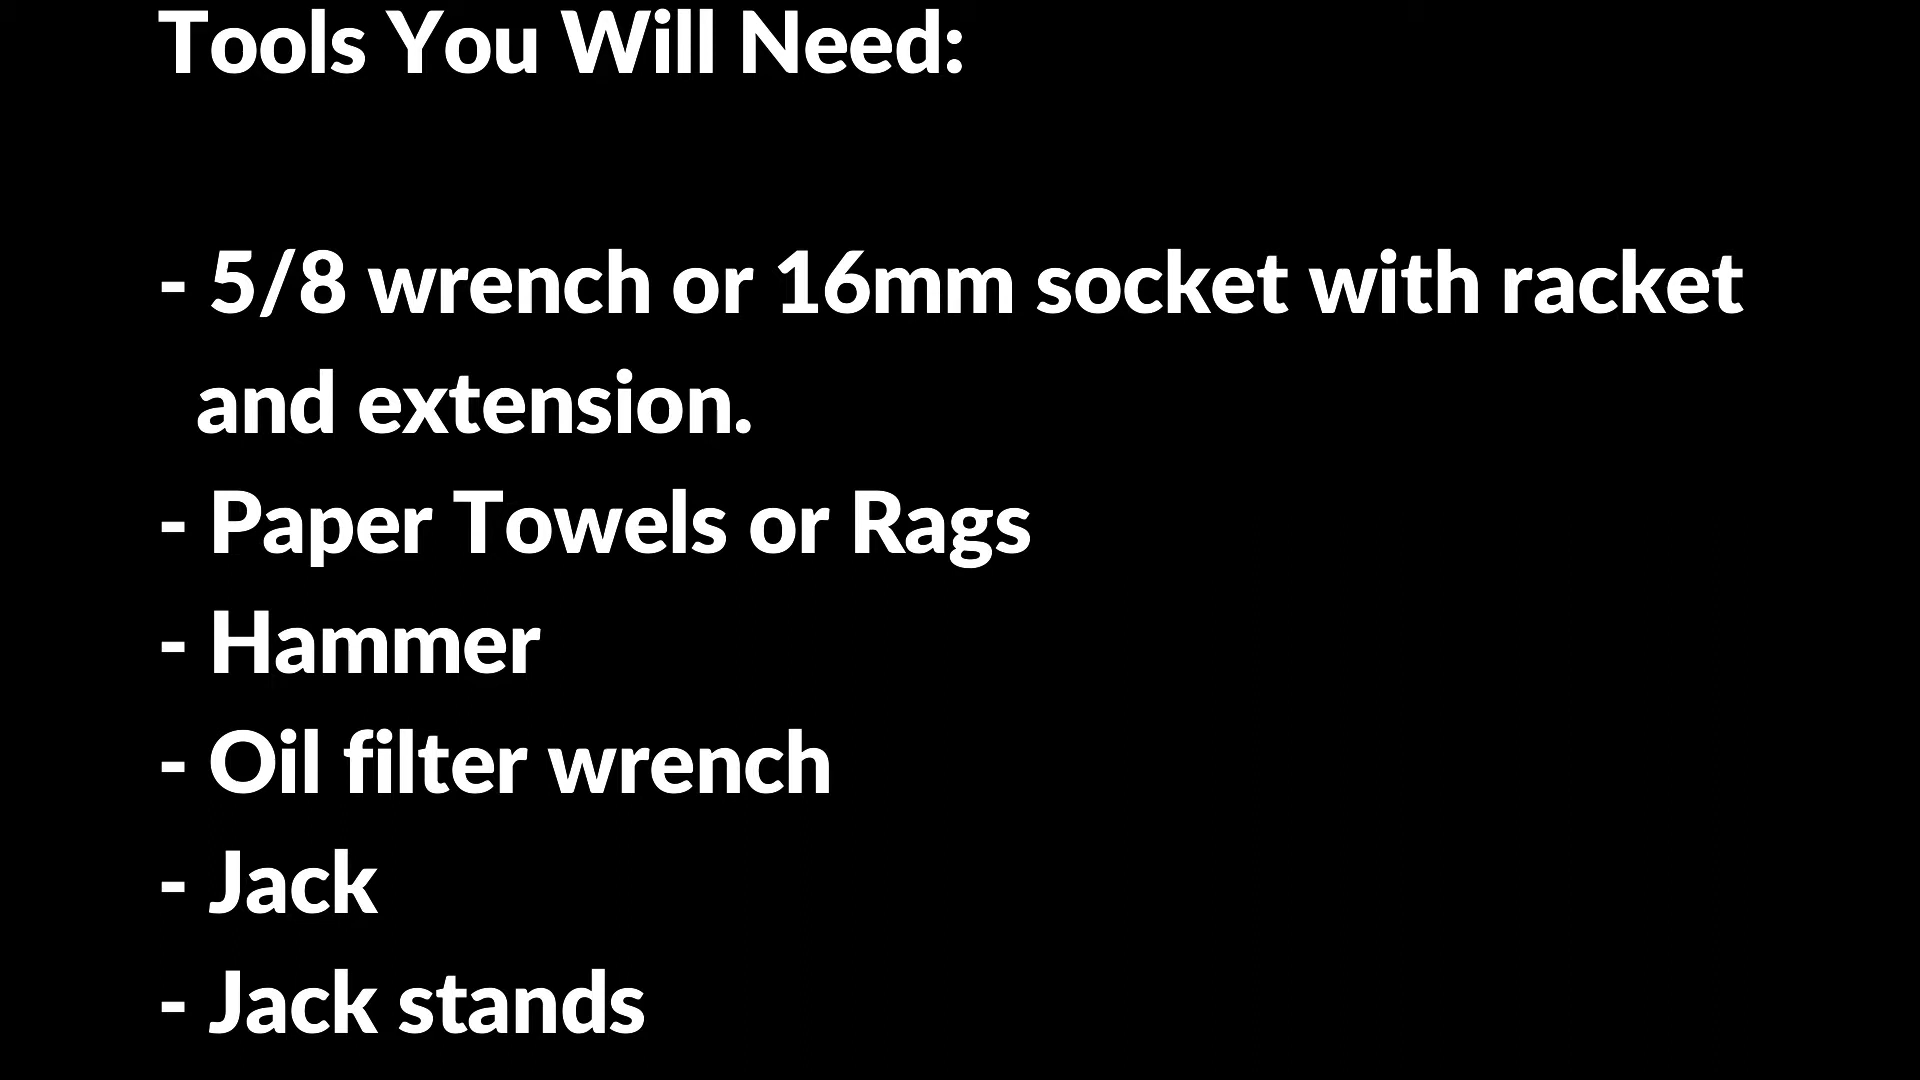 Tools You Will Need:
- 5/8 wrench or 16mm socket with racket
and extension.
- Paper Towels or Rags
- Hammer
- Oil filter wrench
- Jack
- Jack stands